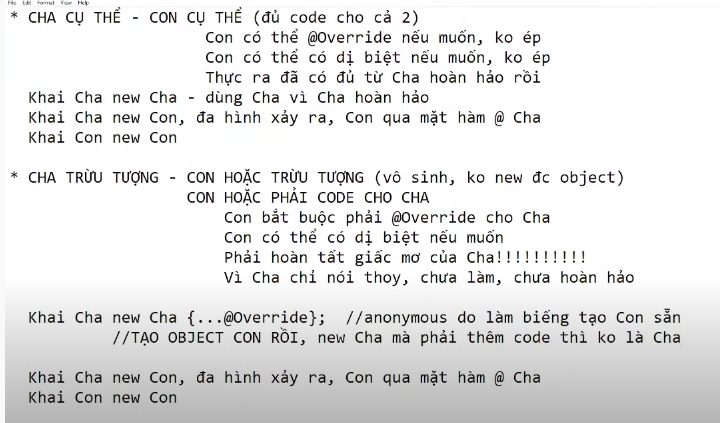 File Edit Format View Help
* CHA CỤ THỂ - CON CỤ THỂ (đủ code cho cả 2)
Con có thể @Override nếu muốn, ko ép
Con có thể có dị biệt nếu muốn, ko ép
Thực ra đã có đủ từ Cha hoàn hảo rồi
Khai Cha new Cha - dùng Cha vì Cha hoàn hảo
Khai Cha new Con, đa hình xảy ra, Con qua mặt hàm @ Cha
Khai Con new Con
* CHA TRỪU TƯỢNG - CON HOẶC TRỪU TƯỢNG (vô sinh, ko new đc object)
CON HOẶC PHẢI CODE CHO CHA
Con bắt buộc phải @Override cho Cha
Con có thể có dị biệt nếu muốn
Phải hoàn tất giấc mơ của Cha!!!!!!!!!!
Vì Cha chỉ nói thoy, chưa làm, chưa hoàn hảo
Khai Cha new Cha {...@Override}; //anonymous do làm biếng tạo Con sẵn
//TẠO OBJECT CON RỒI, new Cha mà phải thêm code thì ko là Cha
Khai Cha new Con, đa hình xảy ra, Con qua mặt hàm @ Cha
Khai Con new Con